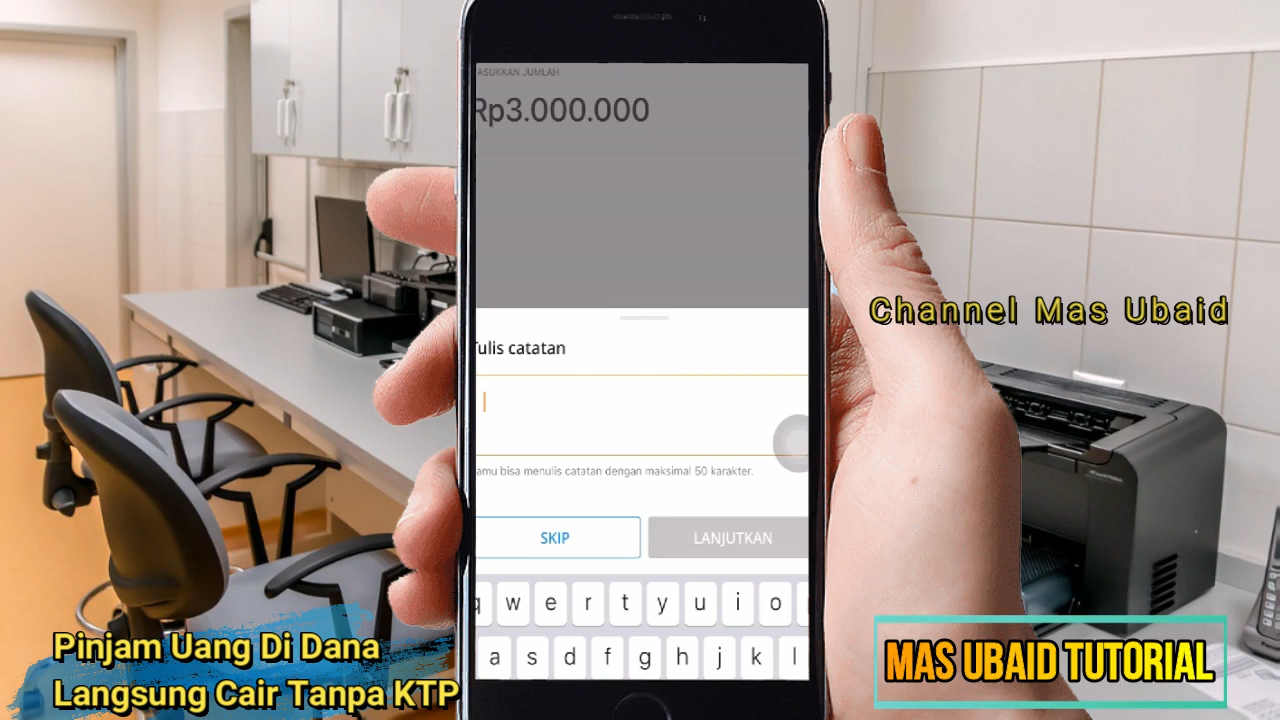 ASUKKAN JUMLAH
Rp3.000.000
Tulis catatan
amu bisa menulis catatan dengan maksimal 50 karakter.
SKIP
LANJUTKAN
q w e r t y u i o
a s d f g h j k l
Channel Mas Ubaid
Pinjam Uang Di Dana
Langsung Cair Tanpa KTP
MAS UBAID TUTORIAL